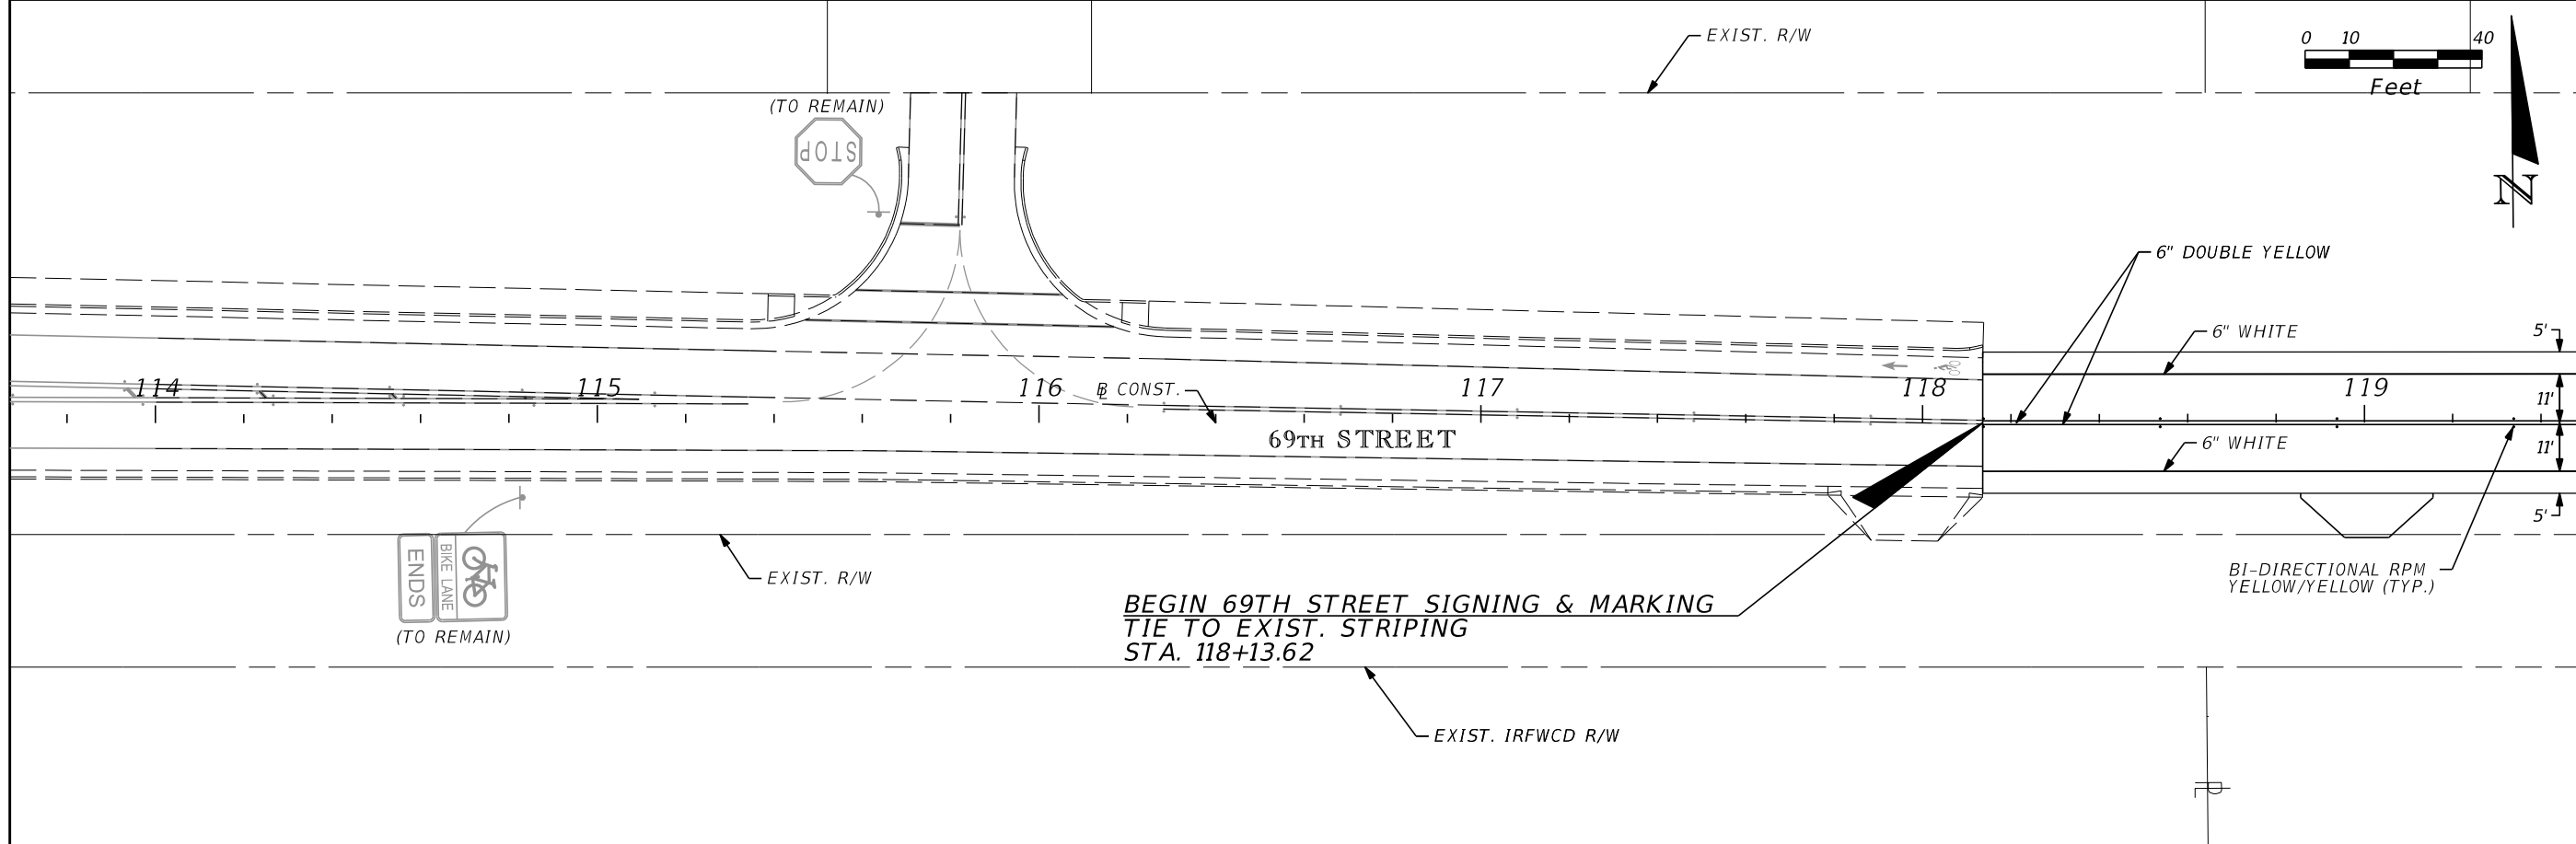 EXIST. R/W
0 10 40
Feet
N
(TO REMAIN)
STOP
6" DOUBLE YELLOW
6" WHITE
5'
114 115 116 117 118 119
B CONST.
11'
69TH STREET
6" WHITE
11'
5'
BIKE LANE
ENDS
(TO REMAIN)
EXIST. R/W
BI-DIRECTIONAL RPM
YELLOW/YELLOW (TYP.)
BEGIN 69TH STREET SIGNING & MARKING
TIE TO EXIST. STRIPING
STA. 118+13.62
EXIST. IRFWCD R/W